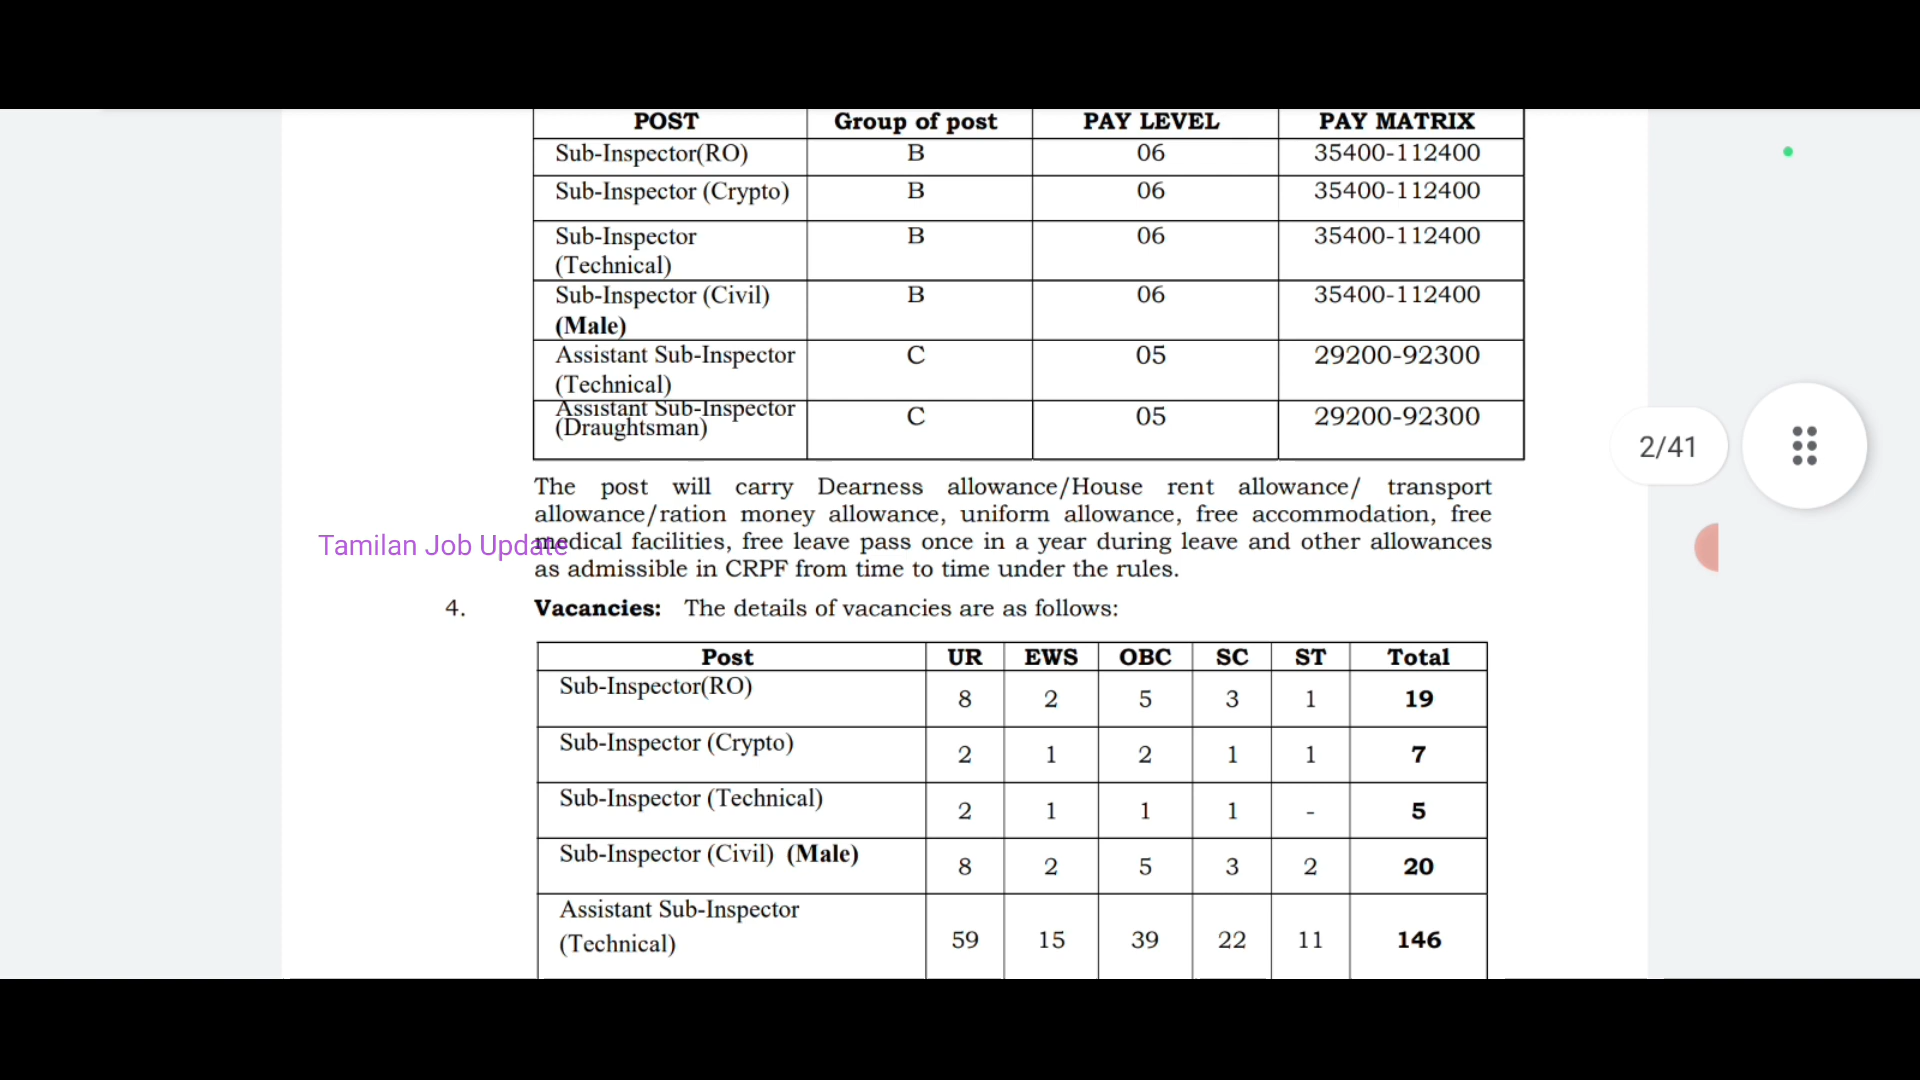 POST Group of post PAY LEVEL PAY MATRIX
Sub-Inspector(RO) B 06 35400-112400
Sub-Inspector (Crypto) B 06 35400-112400
Sub-Inspector B 06 35400-112400
(Technical)
Sub-Inspector (Civil) B 06 35400-112400
(Male)
Assistant Sub-Inspector C 05 29200-92300
(Technical)
Assistant Sub-Inspector C 05 29200-92300
(Draughtsman)
2/41
The post will carry Dearness allowance/House rent allowance/ transport
allowance/ration money allowance, uniform allowance, free accommodation, free
Tamilan Job Update
medical facilities, free leave pass once in a year during leave and other allowances
as admissible in CRPF from time to time under the rules.
4. Vacancies: The details of vacancies are as follows:
Post UR EWS OBC SC ST Total
Sub-Inspector(RO) 8 2 5 3 1 19
Sub-Inspector (Crypto) 2 1 2 1 1 7
Sub-Inspector (Technical) 2 1 1 1 - 5
Sub-Inspector (Civil) (Male) 8 2 5 3 2 20
Assistant Sub-Inspector
(Technical) 59 15 39 22 11 146